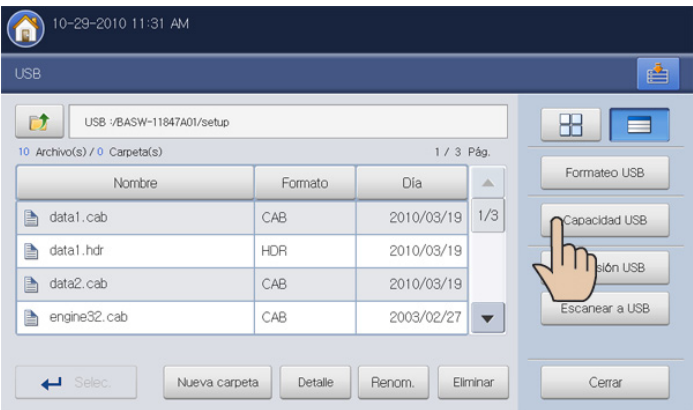 10-29-2010 11:31 AM
USB
USB :/BASW-11847A01/setup
10 Archivo(s) / 0 Carpeta(s) 1 / 3 Pág.
Nombre Formato Día
data1.cab CAB 2010/03/19 1/3
data1.hdr HDR 2010/03/19
data2.cab CAB 2010/03/19
engine32.cab CAB 2003/02/27
Selec. Nueva carpeta Detalle Renom. Eliminar
Formateo USB
Capacidad USB
USB
Escanear a USB
Cerrar